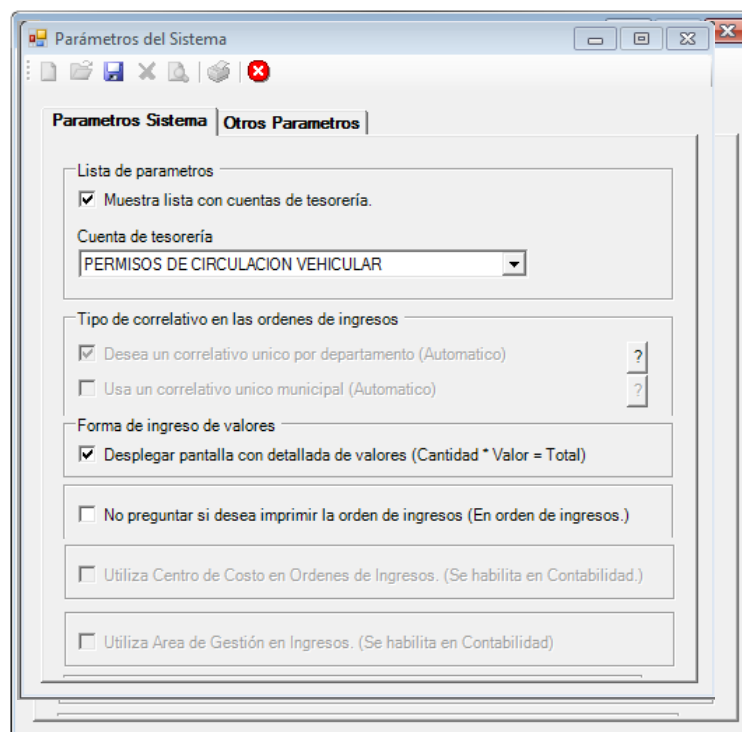 Parámetros del Sistema
Parametros Sistema
Otros Parametros
Lista de parametros
Muestra lista con cuentas de tesorería.
Cuenta de tesorería
PERMISOS DE CIRCULACION VEHICULAR
Tipo de correlativo en las ordenes de ingresos
Desea un correlativo unico por departamento (Automatico)
?
Usa un correlativo unico municipal (Automatico)
?
Forma de ingreso de valores
Desplegar pantalla con detallada de valores (Cantidad * Valor = Total)
No preguntar si desea imprimir la orden de ingresos (En orden de ingresos.)
Utiliza Centro de Costo en Ordenes de Ingresos. (Se habilita en Contabilidad.)
Utiliza Area de Gestión en Ingresos. (Se habilita en Contabilidad)